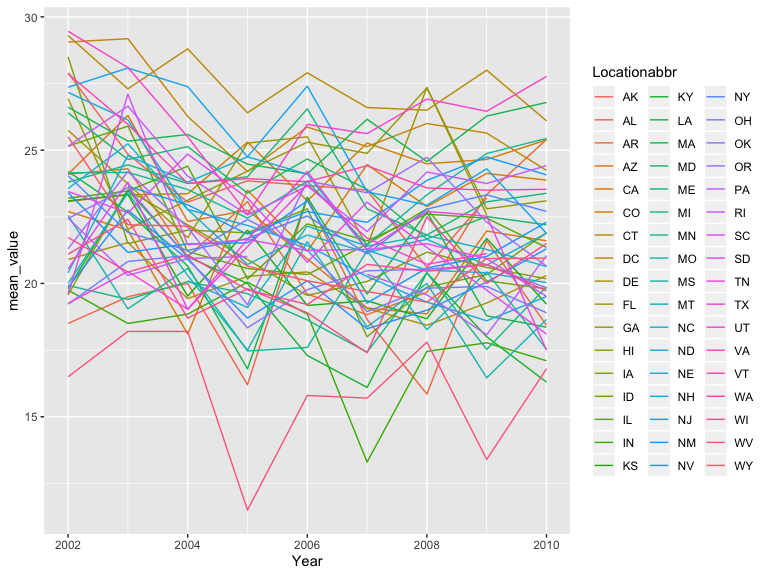 30
25
20
15
mean_value
2002
2004
2006
2008
2010
Year
Locationabbr
AK KY NY
AL LA OH
AR MA OK
AZ MD OR
CA ME PA
CO MI RI
CT MN SC
DC MO SD
DE MS TN
FL MT TX
GA NC UT
HI ND VA
IA NE VT
ID NH WA
IL NJ WI
IN NM WV
KS NV WY